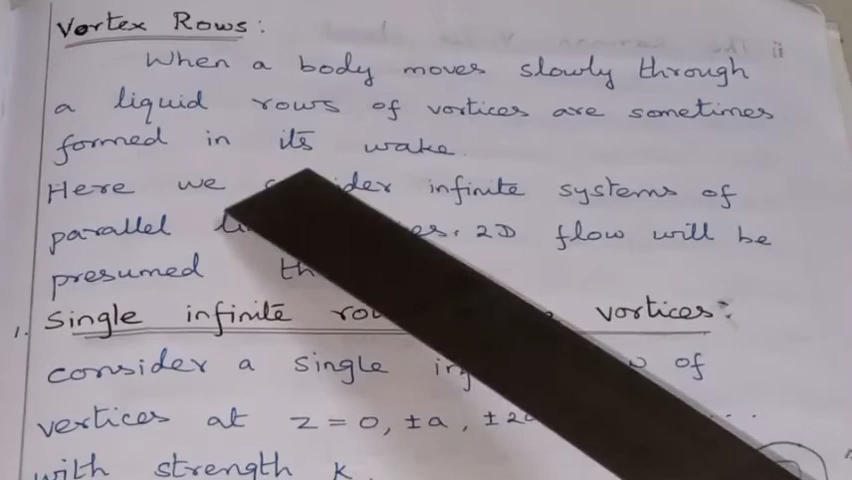 Vortex Rows:
When a body moves slowly through
a liquid rows of vortices are sometimes
formed in its wake.
Here we infinite systems of
parallel 2D flow will be
presumed
1. Single infinite vortices:
consider a single of
vertices at z = 0, ±a,
with strength k.